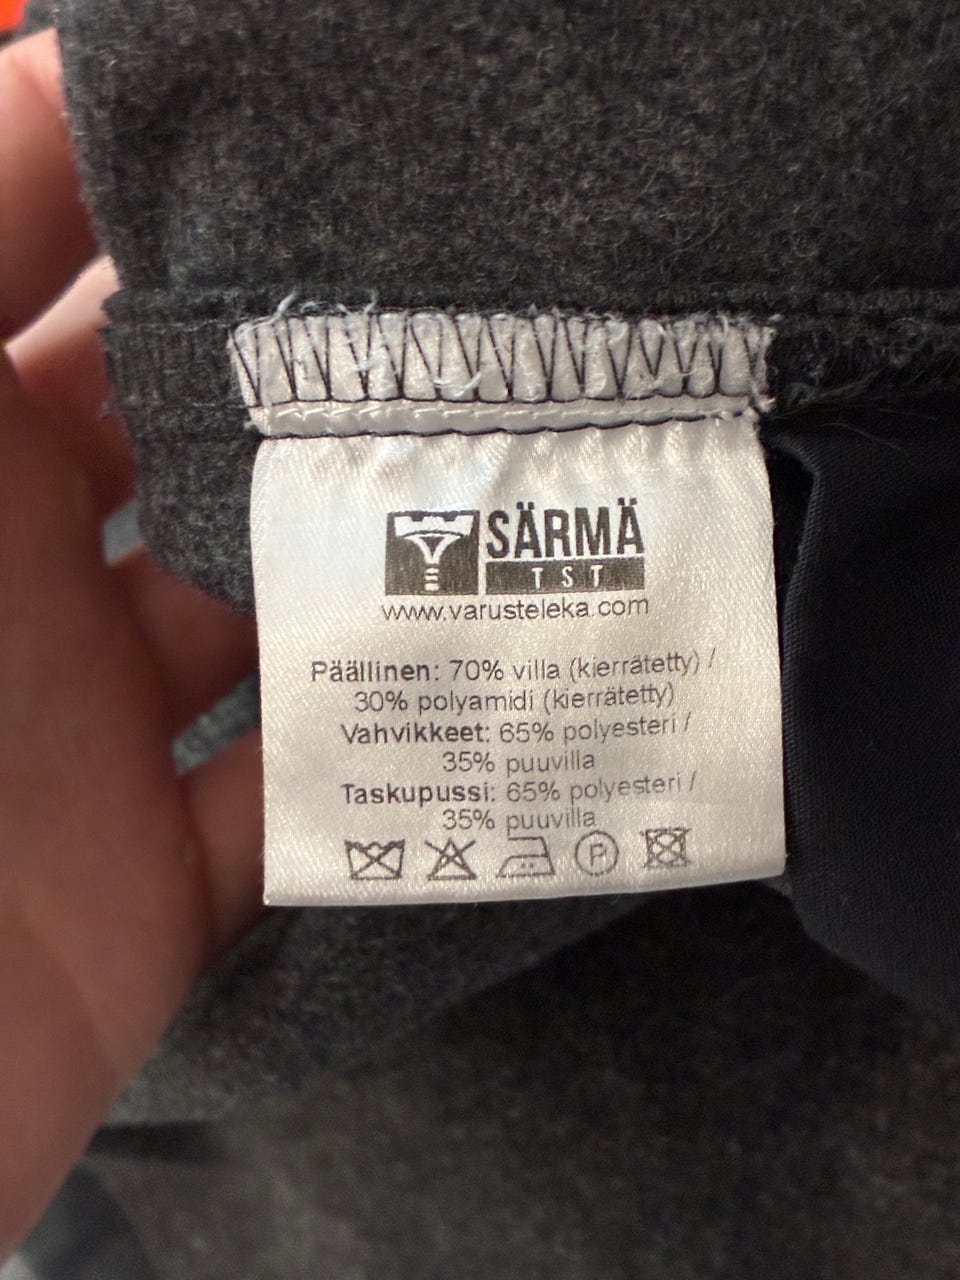 SÄRMÄ
TST
www.varusteleka.com
Päällinen: 70% villa (kierrätetty) /
30% polyamidi (kierrätetty)
Vahvikkeet: 65% polyesteri /
35% puuvilla
Taskupussi: 65% polyesteri /
35% puuvilla
P